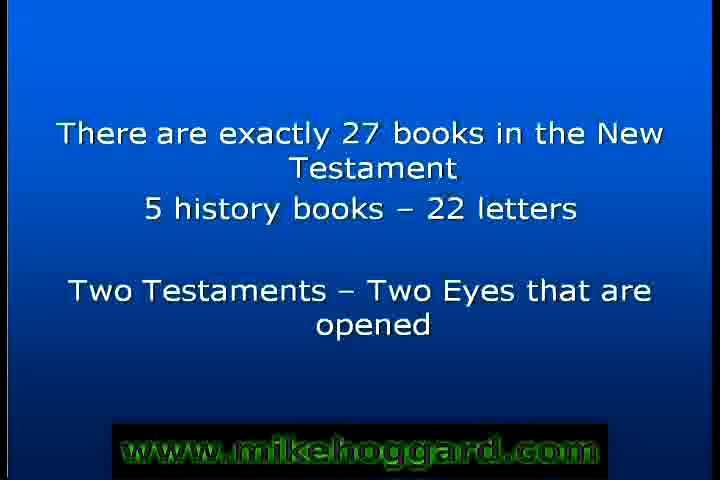 There are exactly 27 books in the New
Testament
5 history books – 22 letters
Two Testaments – Two Eyes that are
opened
www.mikehoggard.com